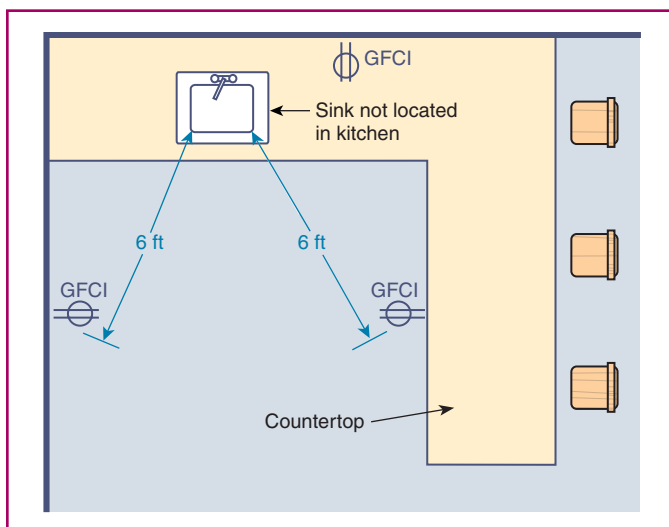 GFCI
Sink not located
in kitchen
6 ft
6 ft
GFCI
GFCI
Countertop